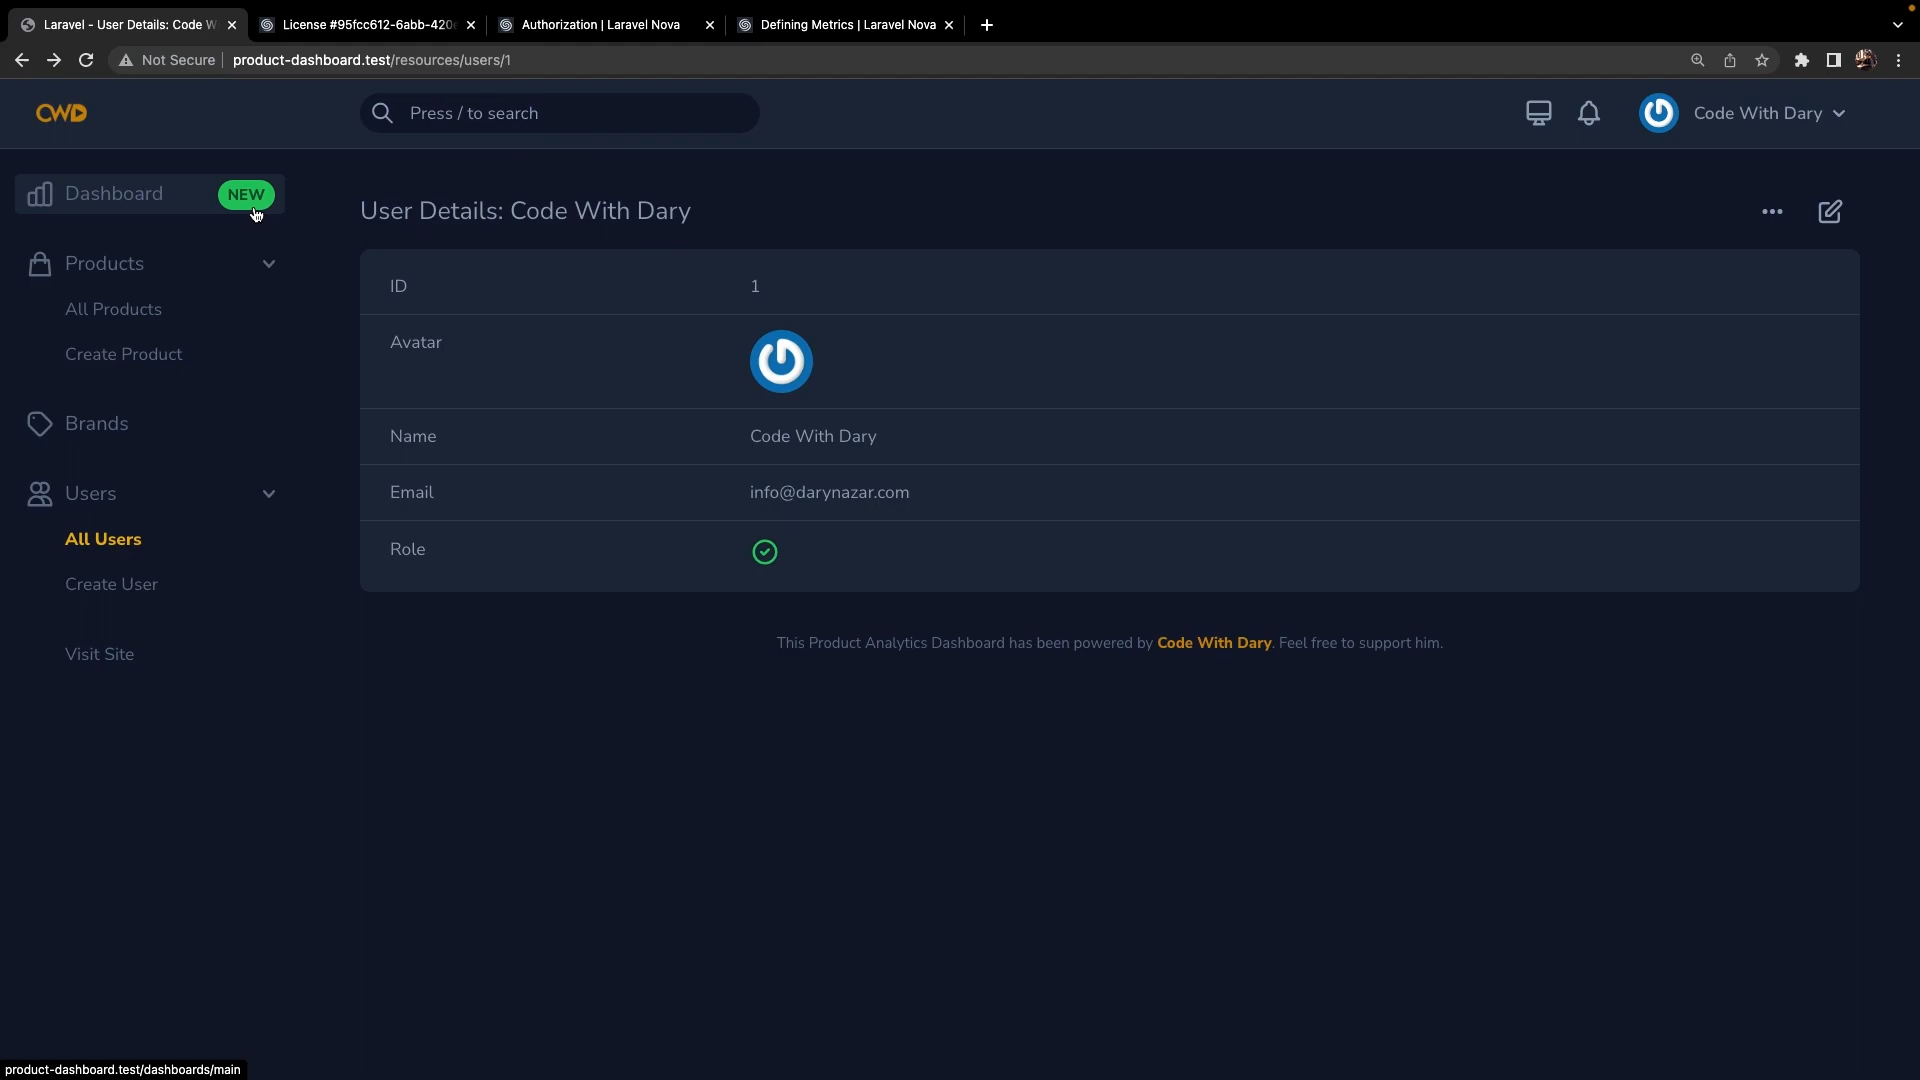 Laravel - User Details: Code W
License #95fcc612-6abb-420e
Authorization | Laravel Nova
Defining Metrics | Laravel Nova
Not Secure
product-dashboard.test/resources/users/1
CWD
Press / to search
Code With Dary
Dashboard
NEW
Products
All Products
Create Product
Brands
Users
All Users
Create User
Visit Site
User Details: Code With Dary
ID 1
Avatar
Name Code With Dary
Email info@darynazar.com
Role
This Product Analytics Dashboard has been powered by Code With Dary. Feel free to support him.
product-dashboard.test/dashboards/main